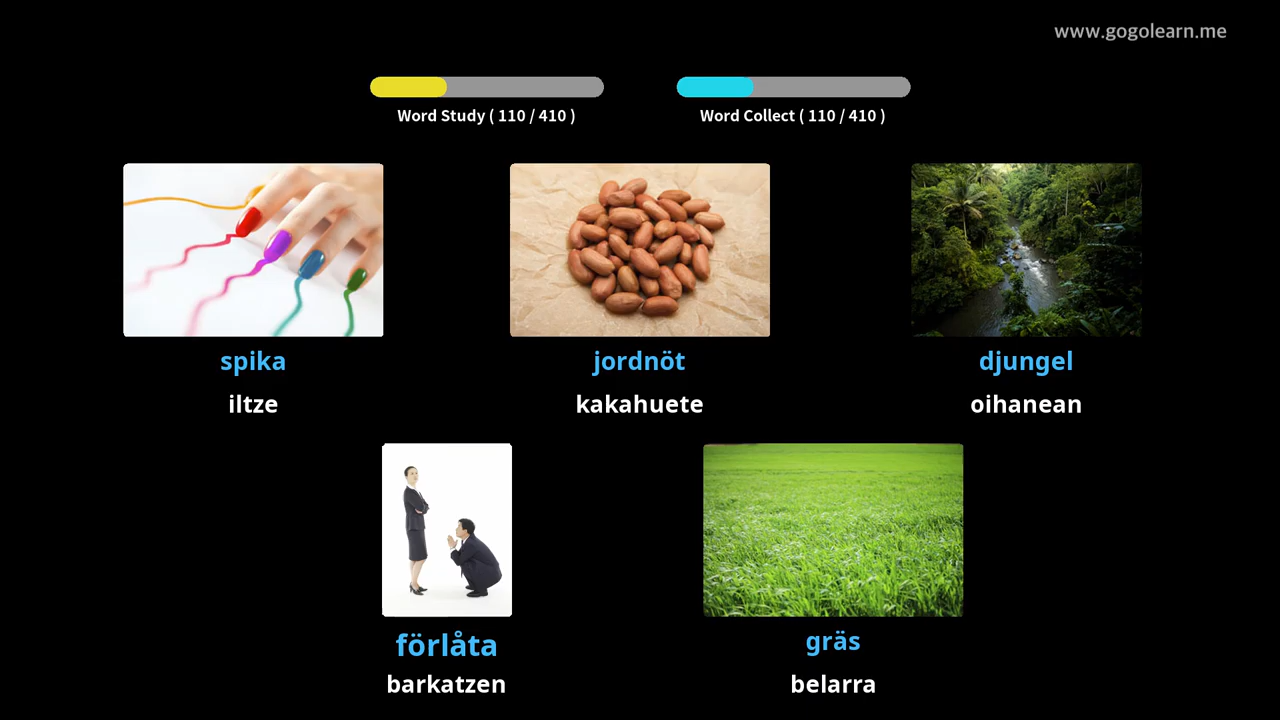 www.gogolearn.me
Word Study ( 110 / 410 )
Word Collect ( 110 / 410 )
spika
jordnöt
djungel
iltze
kakahuete
oihanean
förlåta
gräs
barkatzen
belarra